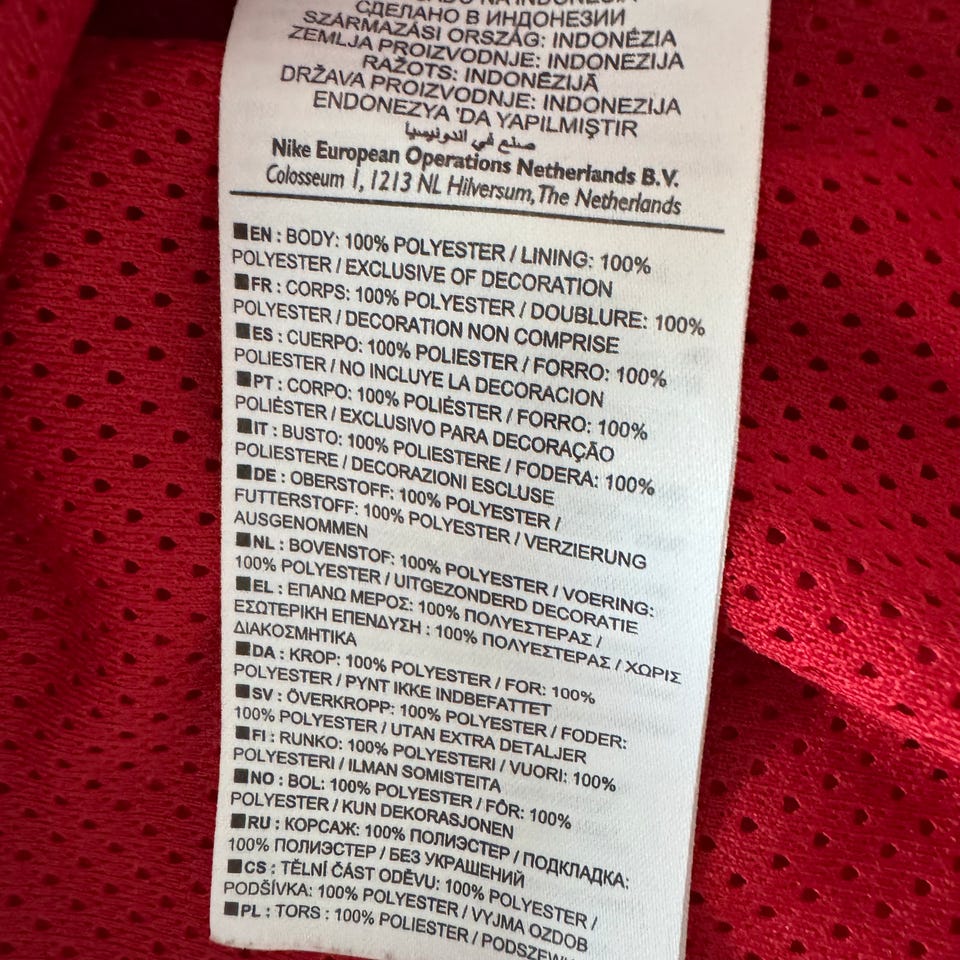 NA INDONÉSIA
СДЕЛАНО В ИНДОНЕЗИИ
SZÁRMAZÁSI ORSZÁG: INDONÉZIA
ZEMLJA PROIZVODNJE: INDONEZIJA
RAŽOTS: INDONĒZIJĀ
DRŽAVA PROIZVODNJE: INDONEZIJA
ENDONEZYA 'DA YAPILMIŞTIR
صنع في اندونيسيا
Nike European Operations Netherlands B.V.
Colosseum 1, 1213 NL Hilversum, The Netherlands
■EN : BODY: 100% POLYESTER / LINING: 100%
POLYESTER / EXCLUSIVE OF DECORATION
■FR : CORPS: 100% POLYESTER / DOUBLURE: 100%
POLYESTER / DECORATION NON COMPRISE
■ES : CUERPO: 100% POLIESTER / FORRO: 100%
POLIESTER / NO INCLUYE LA DECORACION
■PT : CORPO: 100% POLIÉSTER / FORRO: 100%
POLIÉSTER / EXCLUSIVO PARA DECORAÇÃO
■IT : BUSTO: 100% POLIESTERE / FODERA: 100%
POLIESTERE / DECORAZIONI ESCLUSE
■DE : OBERSTOFF: 100% POLYESTER /
FUTTERSTOFF: 100% POLYESTER / VERZIERUNG
AUSGENOMMEN
■NL : BOVENSTOF: 100% POLYESTER / VOERING:
100% POLYESTER / UITGEZONDERD DECORATIE
■EL : ΕΠΑΝΩ ΜΕΡΟΣ: 100% ΠΟΛΥΕΣΤΕΡΑΣ /
ΕΣΩΤΕΡΙΚΗ ΕΠΕΝΔΥΣΗ : 100% ΠΟΛΥΕΣΤΕΡΑΣ / ΧΩΡΙΣ
ΔΙΑΚΟΣΜΗΤΙΚΑ
■DA : KROP: 100% POLYESTER / FOR: 100%
POLYESTER / PYNT IKKE INDBEFATTET
■SV : ÖVERKROPP: 100% POLYESTER / FODER:
100% POLYESTER / UTAN EXTRA DETALJER
■FI : RUNKO: 100% POLYESTERI / VUORI: 100%
POLYESTERI / ILMAN SOMISTEITA
■NO : BOL: 100% POLYESTER / FÔR: 100%
POLYESTER / KUN DEKORASJONEN
■RU : КОРСАЖ: 100% ПОЛИЭСТЕР / ПОДКЛАДКА:
100% ПОЛИЭСТЕР / БЕЗ УКРАШЕНИЙ
■CS : TĚLNÍ ČÁST ODĚVU: 100% POLYESTER /
PODŠÍVKA: 100% POLYESTER / VYJMA OZDOB
■PL : TORS : 100% POLIESTER /